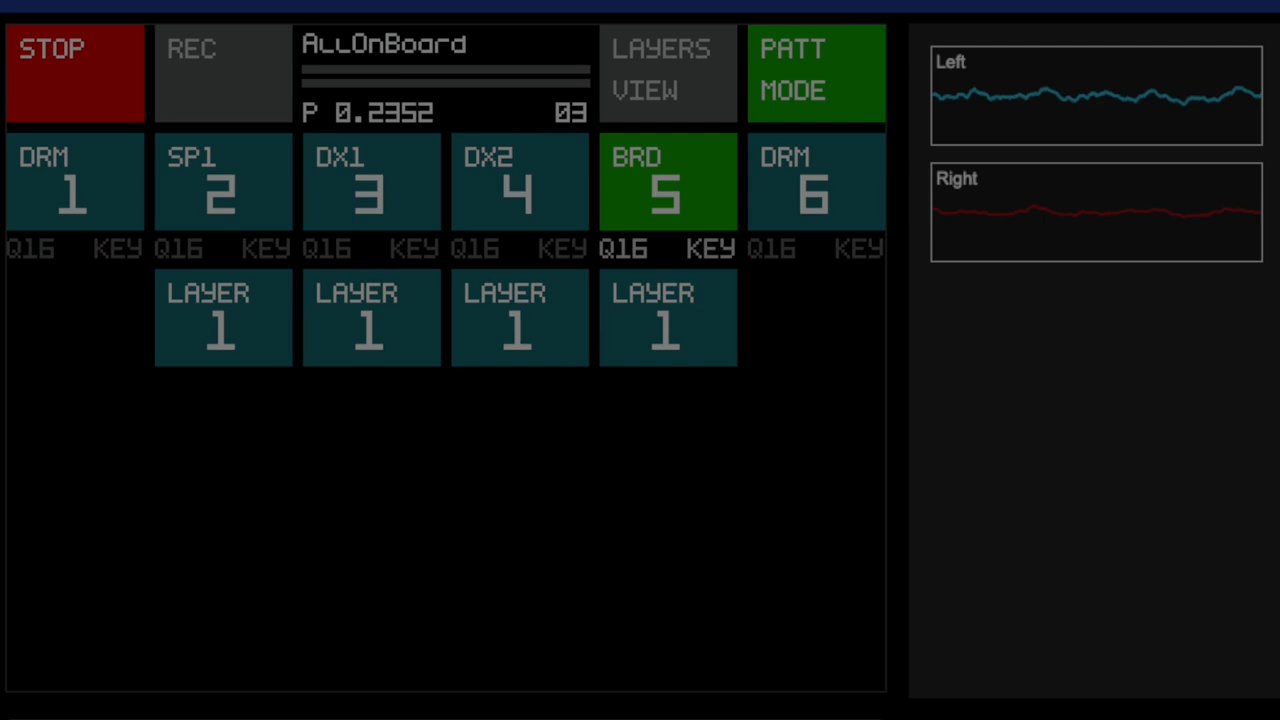 STOP
REC
AllOnBoard
P 0.2352 03
LAYERS
VIEW
PATT
MODE
DRM
1
SP1
2
DX1
3
DX2
4
BRD
5
DRM
6
Q16 KEY Q16 KEY Q16 KEY Q16 KEY Q16 KEY Q16 KEY
LAYER
1
LAYER
1
LAYER
1
LAYER
1
Left
Right